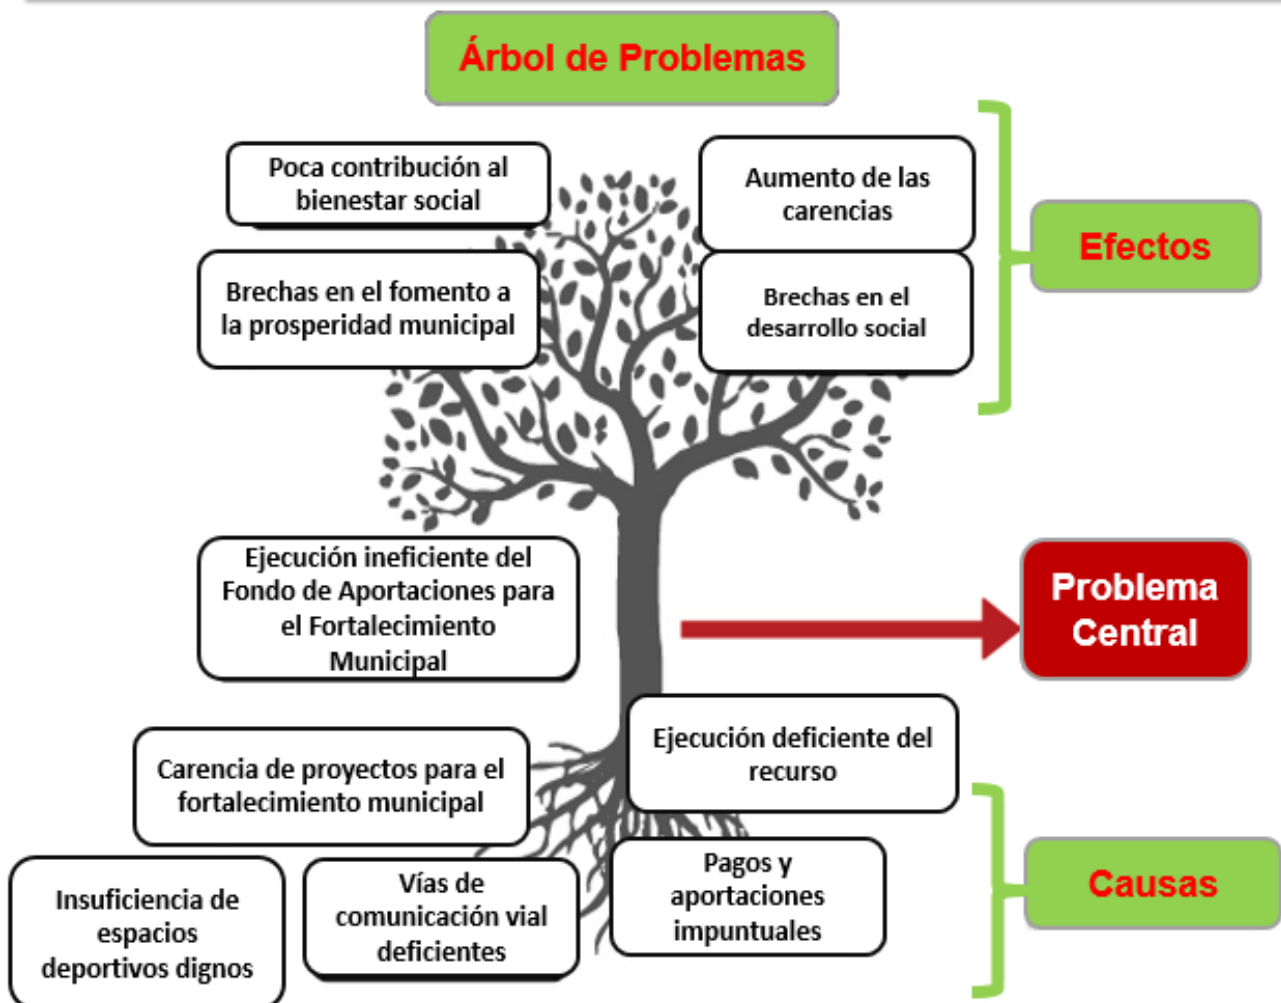 Árbol de Problemas
Poca contribución al
bienestar social
Aumento de las
carencias
Efectos
Brechas en el fomento a
la prosperidad municipal
Brechas en el
desarrollo social
Ejecución ineficiente del
Fondo de Aportaciones para
el Fortalecimiento
Municipal
Problema
Central
Carencia de proyectos para el
fortalecimiento municipal
Ejecución deficiente del
recurso
Insuficiencia de
espacios
deportivos dignos
Vías de
comunicación vial
deficientes
Pagos y
aportaciones
impuntuales
Causas